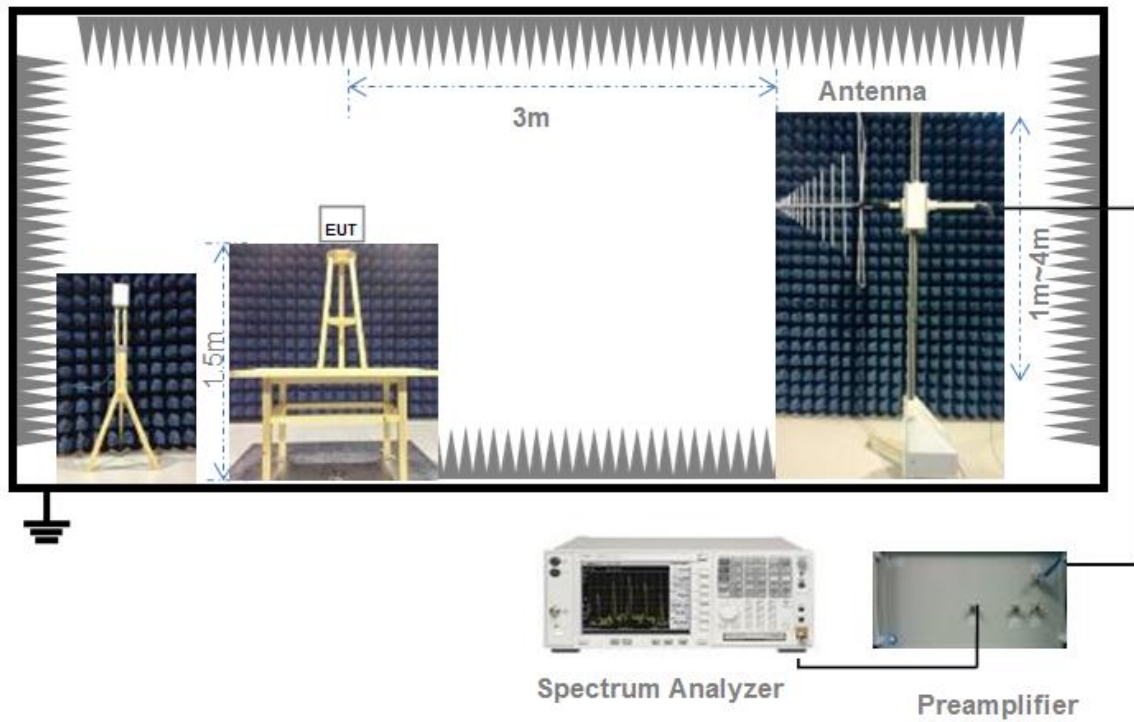 Antenna
3m
EUT
1.5m
1m~4m
Spectrum Analyzer
Preamplifier